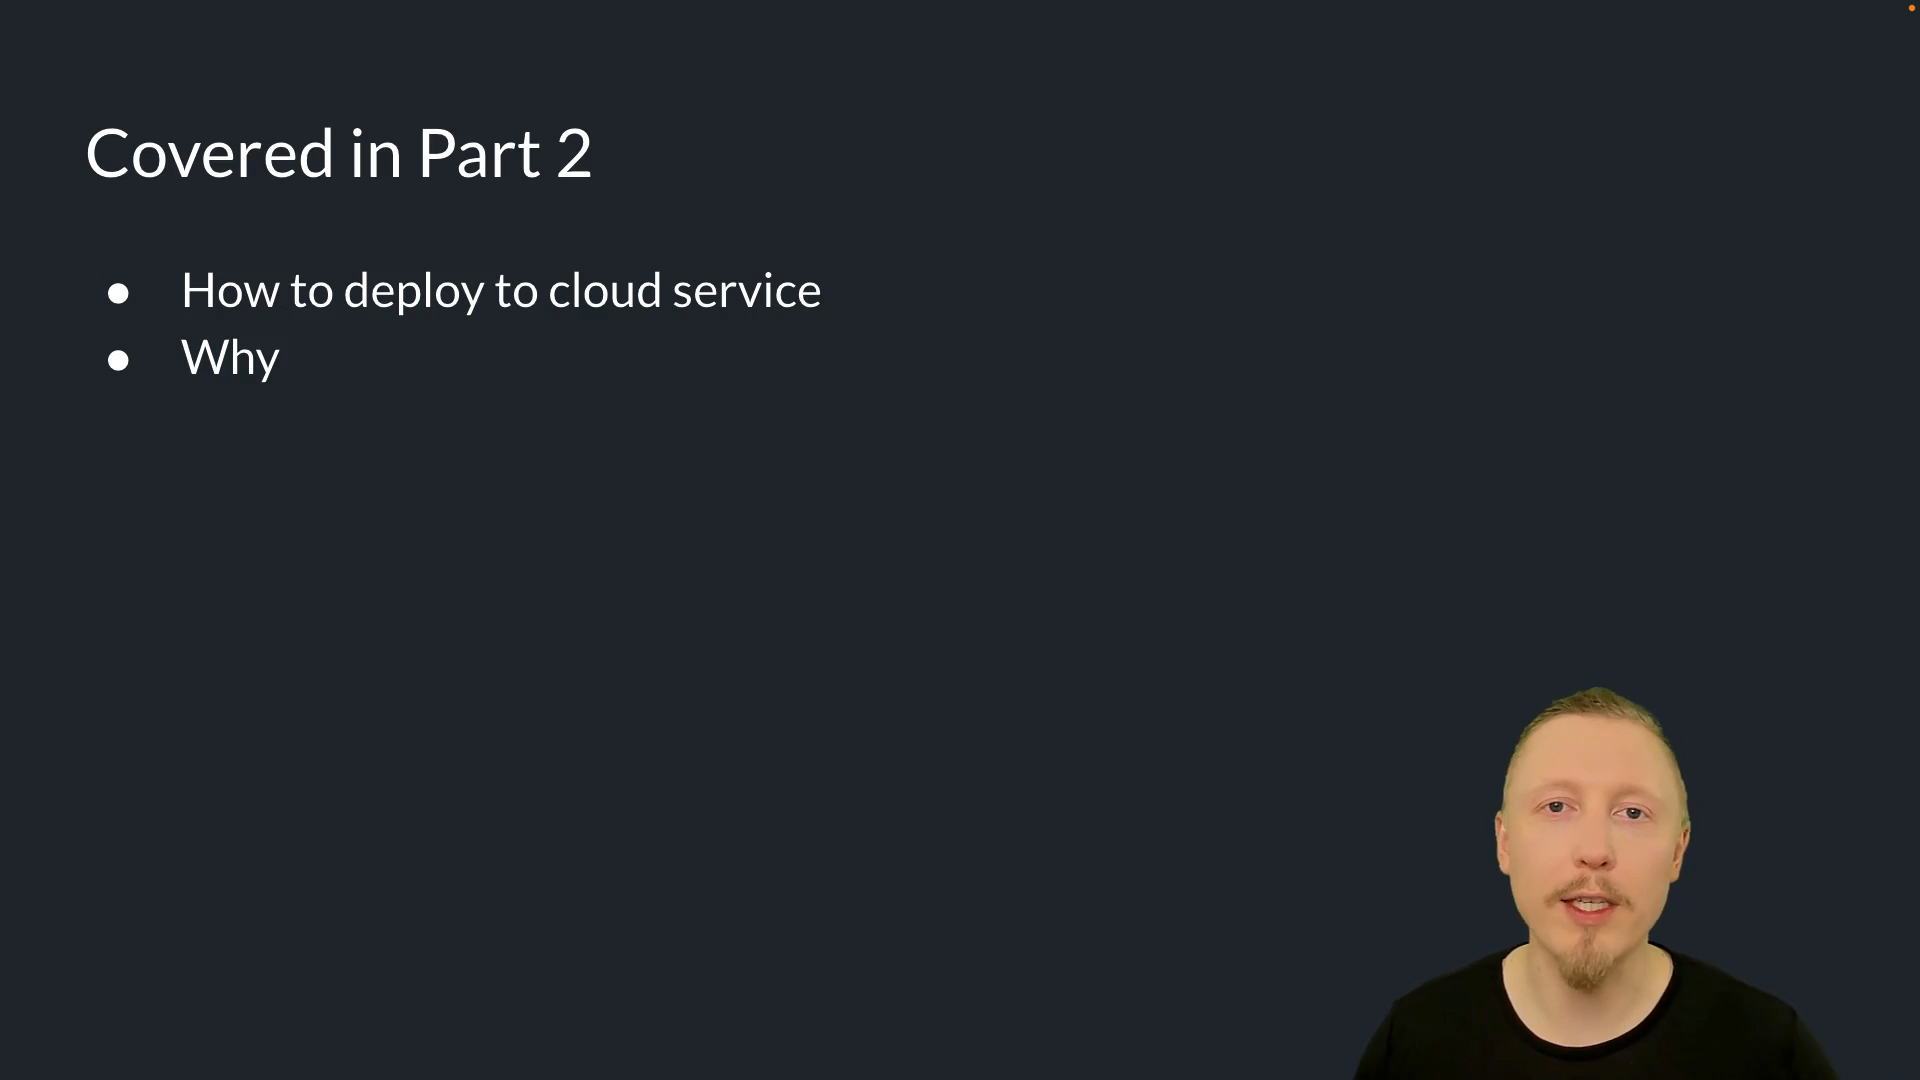 Covered in Part 2
● How to deploy to cloud service
● Why